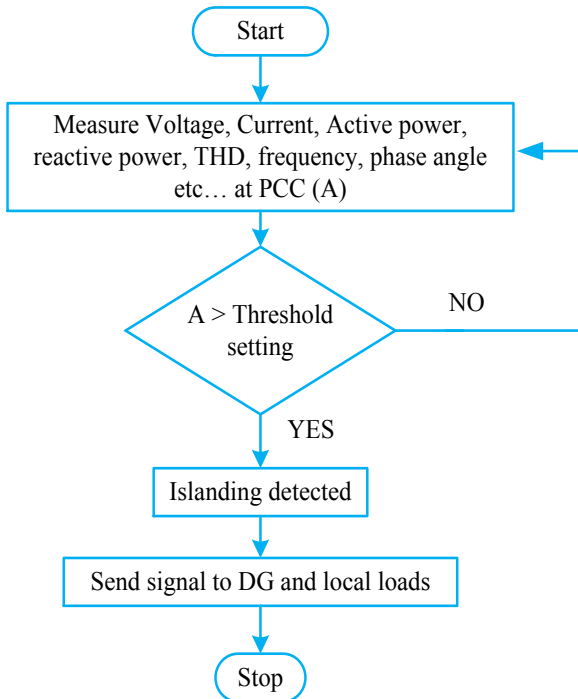 Start
Measure Voltage, Current, Active power,
reactive power, THD, frequency, phase angle
etc… at PCC (A)
A > Threshold
setting
NO
YES
Islanding detected
Send signal to DG and local loads
Stop